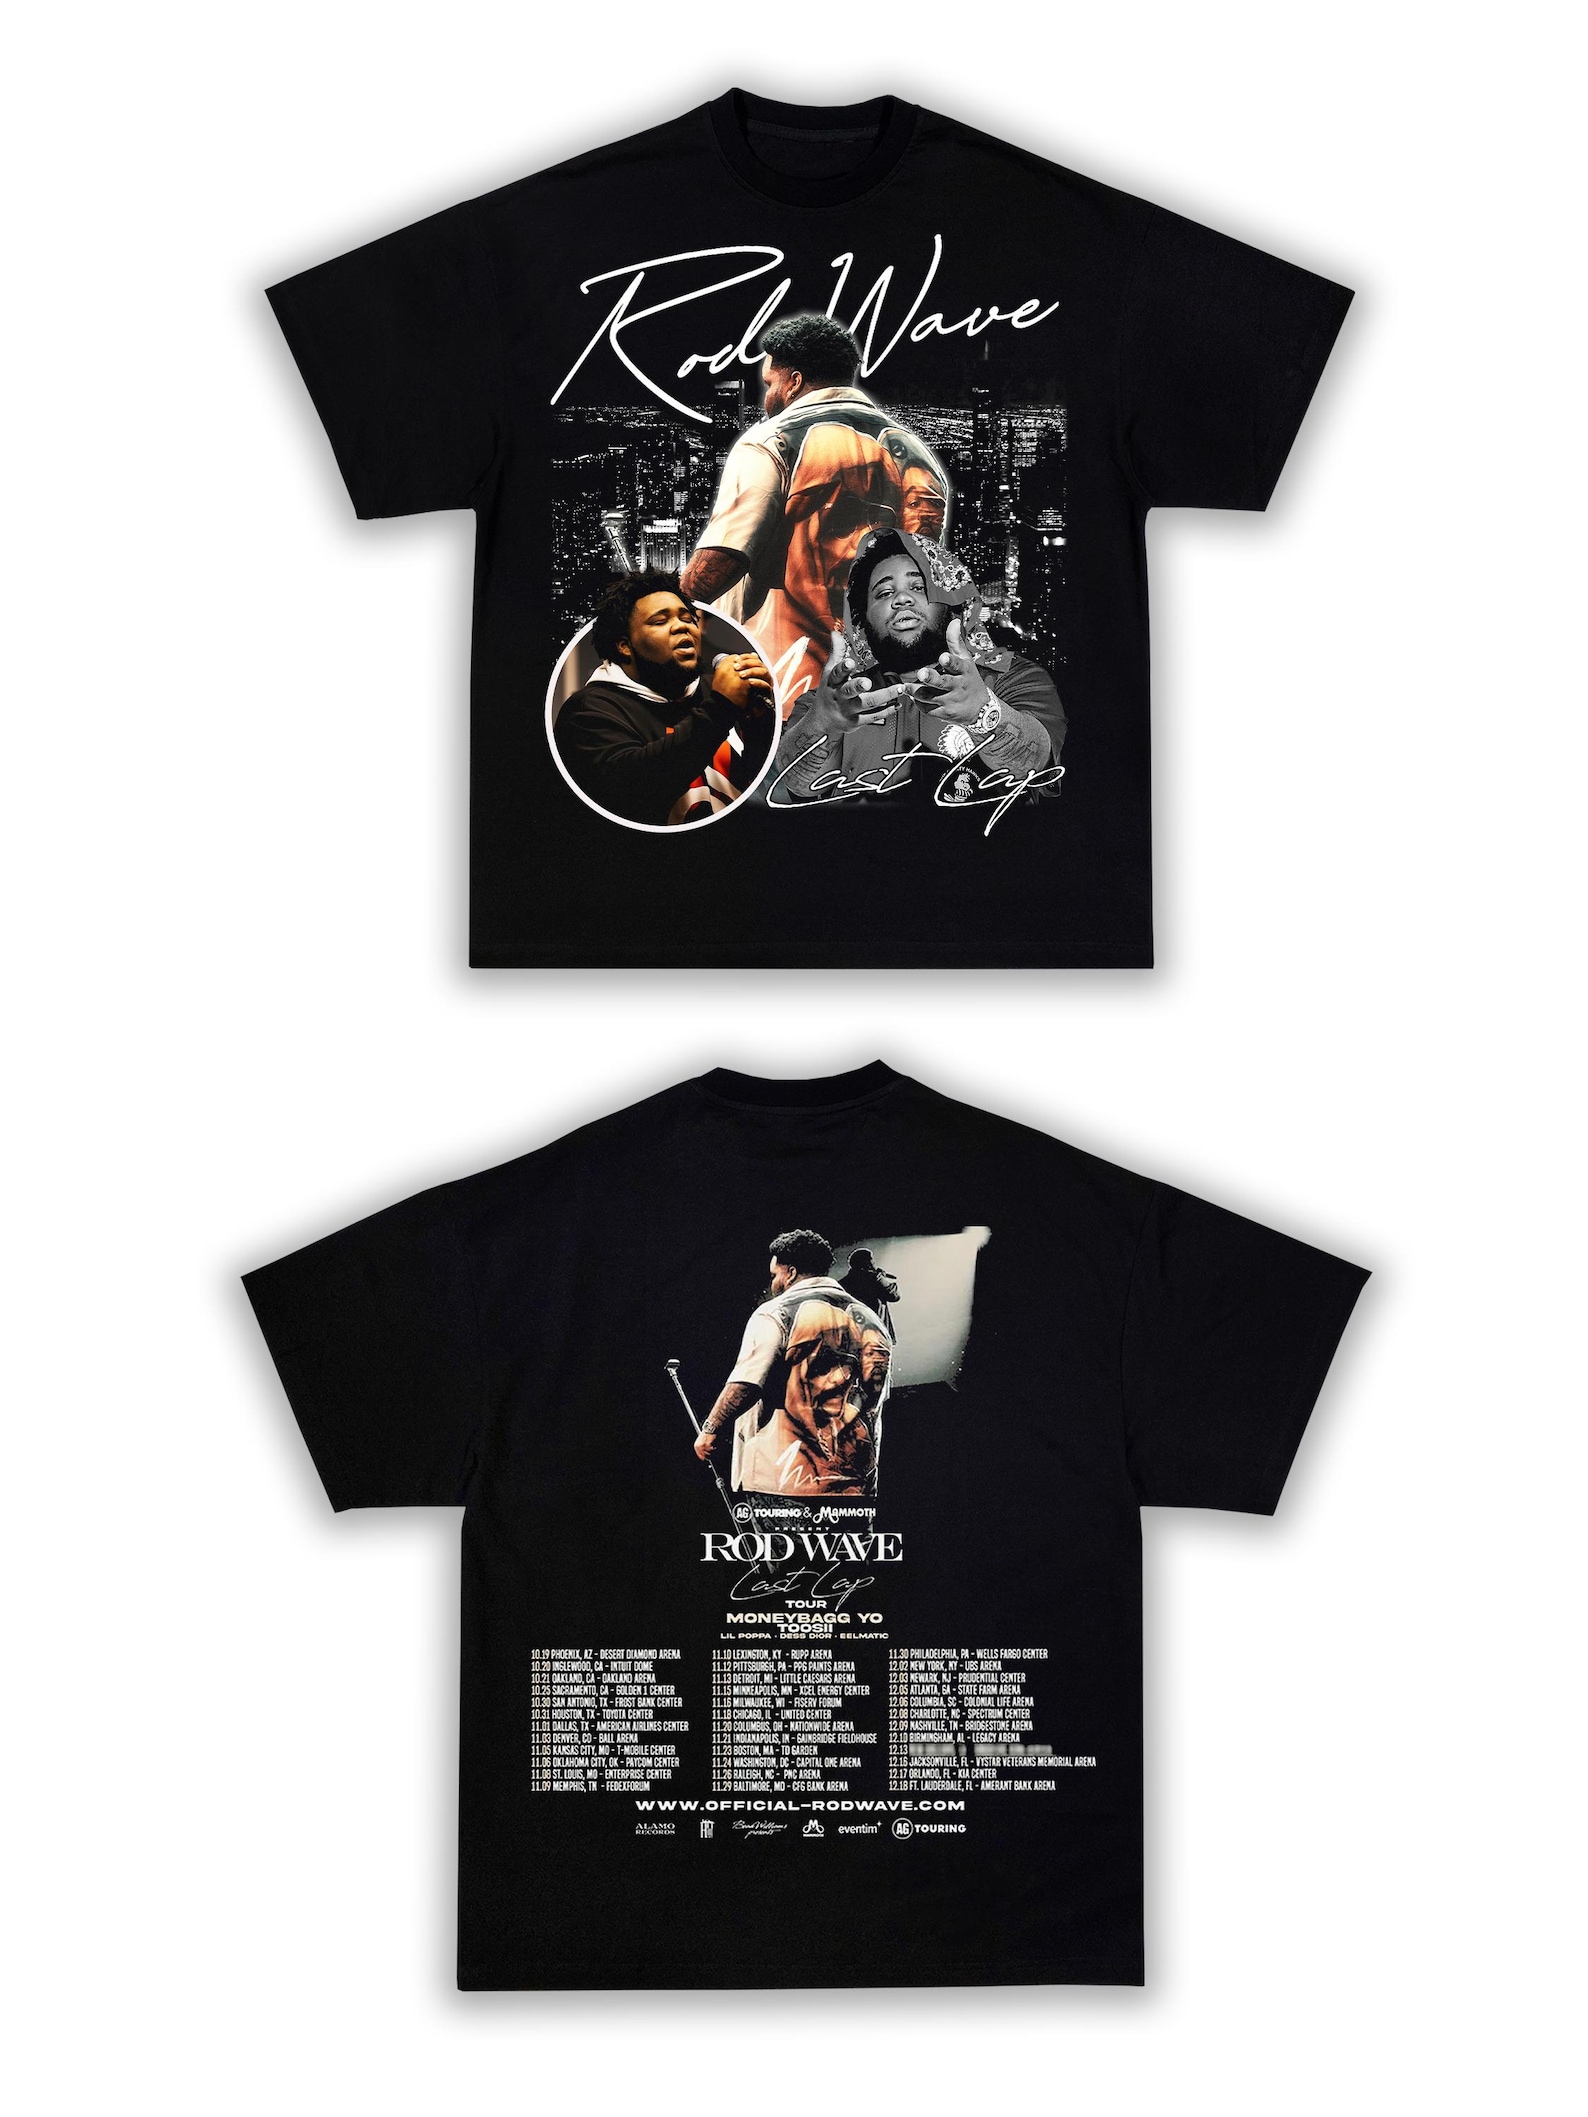 Rod Wave
Last Lap
AG TOURING & MAMMOTH
PRESENT
ROD WAVE
Last Lap
TOUR
MONEYBAGG YO
TOOSII
LIL POPPA · DESS DIOR · EELMATIC
10.19 PHOENIX, AZ - DESERT DIAMOND ARENA
10.20 INGLEWOOD, CA - INTUIT DOME
10.21 OAKLAND, CA - OAKLAND ARENA
10.25 SACRAMENTO, CA - GOLDEN 1 CENTER
10.30 SAN ANTONIO, TX - FROST BANK CENTER
10.31 HOUSTON, TX - TOYOTA CENTER
11.01 DALLAS, TX - AMERICAN AIRLINES CENTER
11.03 DENVER, CO - BALL ARENA
11.05 KANSAS CITY, MO - T-MOBILE CENTER
11.06 OKLAHOMA CITY, OK - PAYCOM CENTER
11.08 ST. LOUIS, MO - ENTERPRISE CENTER
11.09 MEMPHIS, TN - FEDEXFORUM
11.10 LEXINGTON, KY - RUPP ARENA
11.12 PITTSBURGH, PA - PPG PAINTS ARENA
11.13 DETROIT, MI - LITTLE CAESARS ARENA
11.15 MINNEAPOLIS, MN - XCEL ENERGY CENTER
11.16 MILWAUKEE, WI - FISERV FORUM
11.18 CHICAGO, IL - UNITED CENTER
11.20 COLUMBUS, OH - NATIONWIDE ARENA
11.21 INDIANAPOLIS, IN - GAINBRIDGE FIELDHOUSE
11.23 BOSTON, MA - TD GARDEN
11.24 WASHINGTON, DC - CAPITAL ONE ARENA
11.26 RALEIGH, NC - PNC ARENA
11.29 BALTIMORE, MD - CFG BANK ARENA
11.30 PHILADELPHIA, PA - WELLS FARGO CENTER
12.02 NEW YORK, NY - UBS ARENA
12.03 NEWARK, NJ - PRUDENTIAL CENTER
12.05 ATLANTA, GA - STATE FARM ARENA
12.06 COLUMBIA, SC - COLONIAL LIFE ARENA
12.08 CHARLOTTE, NC - SPECTRUM CENTER
12.09 NASHVILLE, TN - BRIDGESTONE ARENA
12.10 BIRMINGHAM, AL - LEGACY ARENA
12.13
12.16 JACKSONVILLE, FL - VYSTAR VETERANS MEMORIAL ARENA
12.17 ORLANDO, FL - KIA CENTER
12.18 FT. LAUDERDALE, FL - AMERANT BANK ARENA
WWW.OFFICIAL-RODWAVE.COM
ALAMO
RECORDS
Brad Williams
presents
MAMMOTH
eventim
AG TOURING